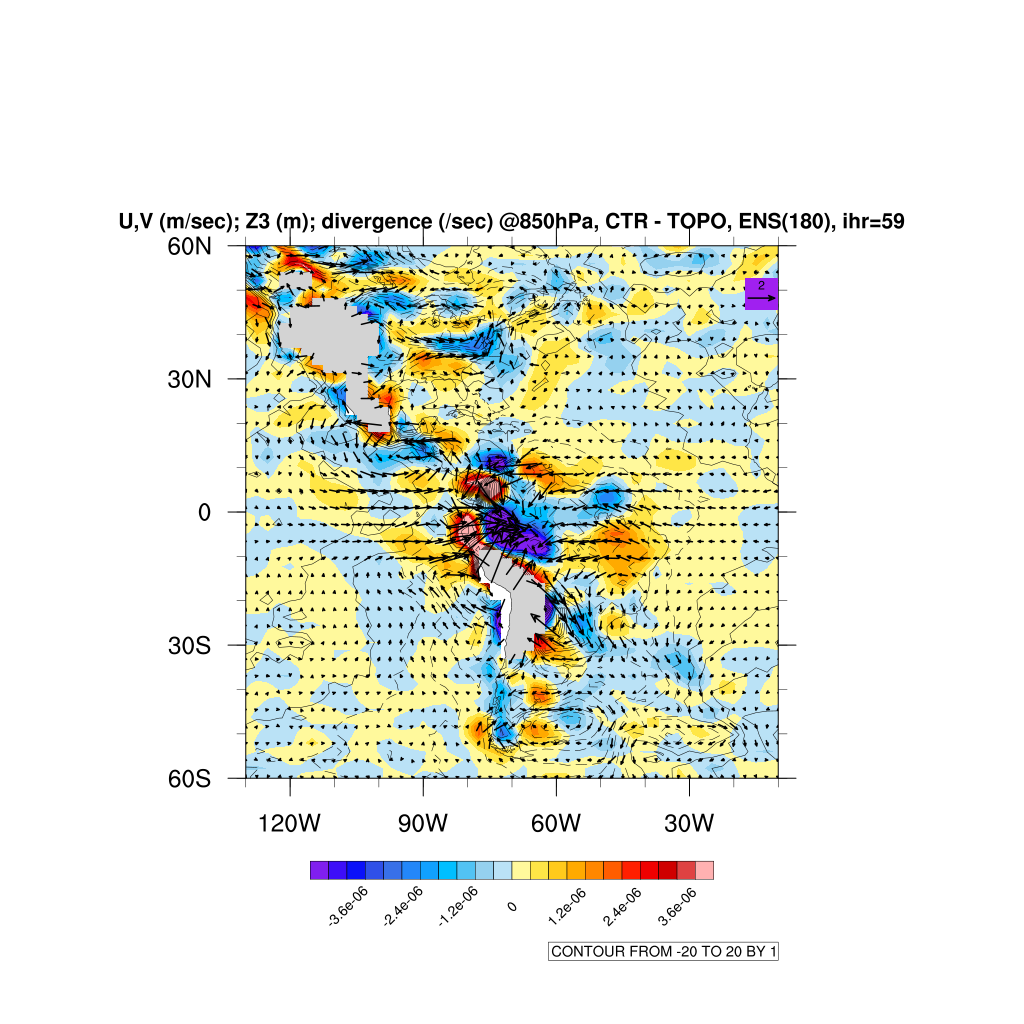 U,V (m/sec); Z3 (m); divergence (/sec) @850hPa, CTR - TOPO, ENS(180), ihr=59
60N
2
30N
0
30S
60S
120W 90W 60W 30W
-3.6e-06 -2.4e-06 -1.2e-06 0 1.2e-06 2.4e-06 3.6e-06
CONTOUR FROM -20 TO 20 BY 1